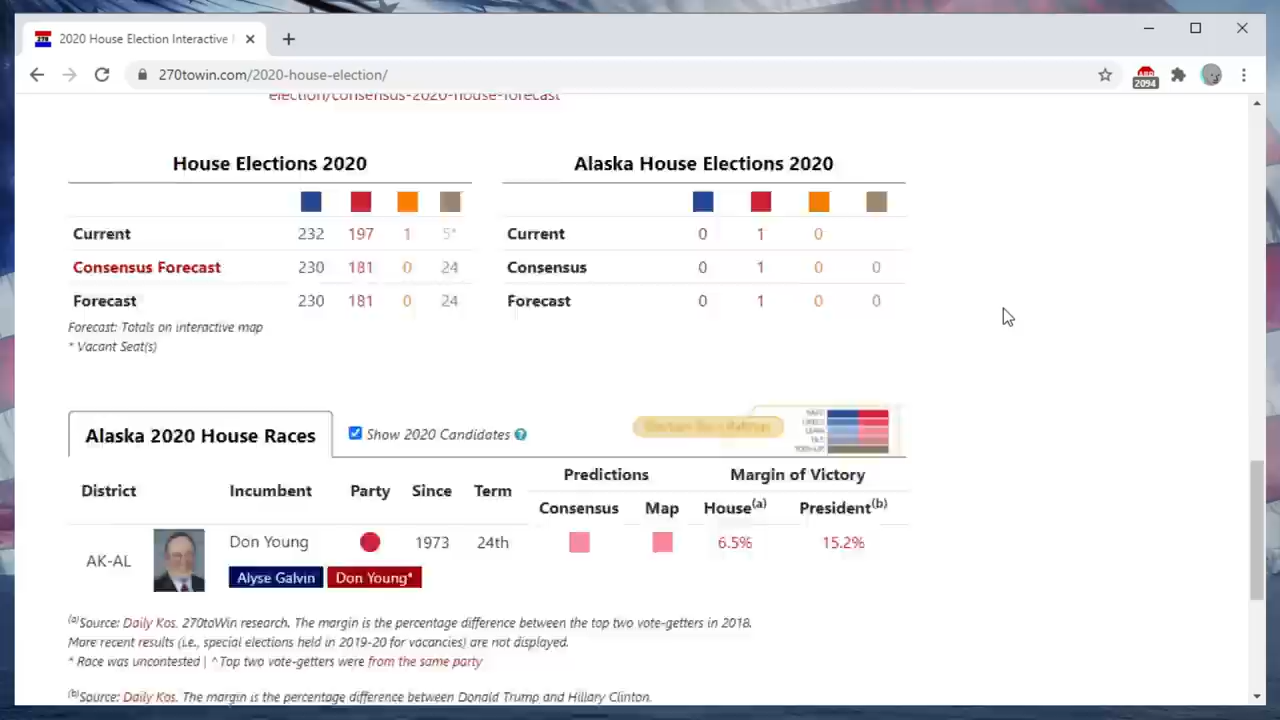 2020 House Election Interactive
270towin.com/2020-house-election/
2094
election/consensus-2020-house-forecast
House Elections 2020
Current 232 197 1 5*
Consensus Forecast 230 181 0 24
Forecast 230 181 0 24
Forecast: Totals on interactive map
* Vacant Seat(s)
Alaska House Elections 2020
Current 0 1 0
Consensus 0 1 0 0
Forecast 0 1 0 0
Alaska 2020 House Races
Show 2020 Candidates ?
Predictions Margin of Victory
District Incumbent Party Since Term
Consensus Map House(a) President(b)
Don Young 1973 24th 6.5% 15.2%
AK-AL
Alyse Galvin Don Young*
(a)Source: Daily Kos. 270toWin research. The margin is the percentage difference between the top two vote-getters in 2018.
More recent results (i.e., special elections held in 2019-20 for vacancies) are not displayed.
* Race was uncontested | ^ Top two vote-getters were from the same party
(b)Source: Daily Kos. The margin is the percentage difference between Donald Trump and Hillary Clinton.